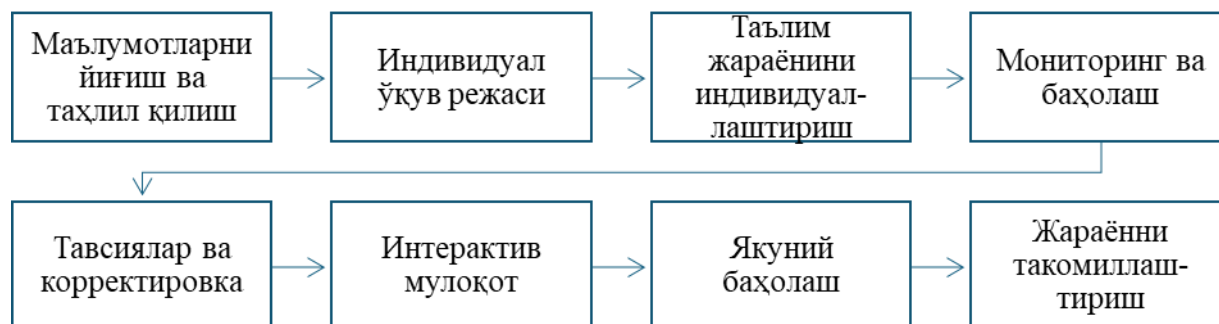 Маълумотларни
йиғиш ва
таҳлил қилиш
Индивидуал
ўқув режаси
Таълим
жараёнини
индивидуал-
лаштириш
Мониторинг ва
баҳолаш
Тавсиялар ва
корректировка
Интерактив
мулоқот
Якуний
баҳолаш
Жараённи
такомиллаш-
тириш